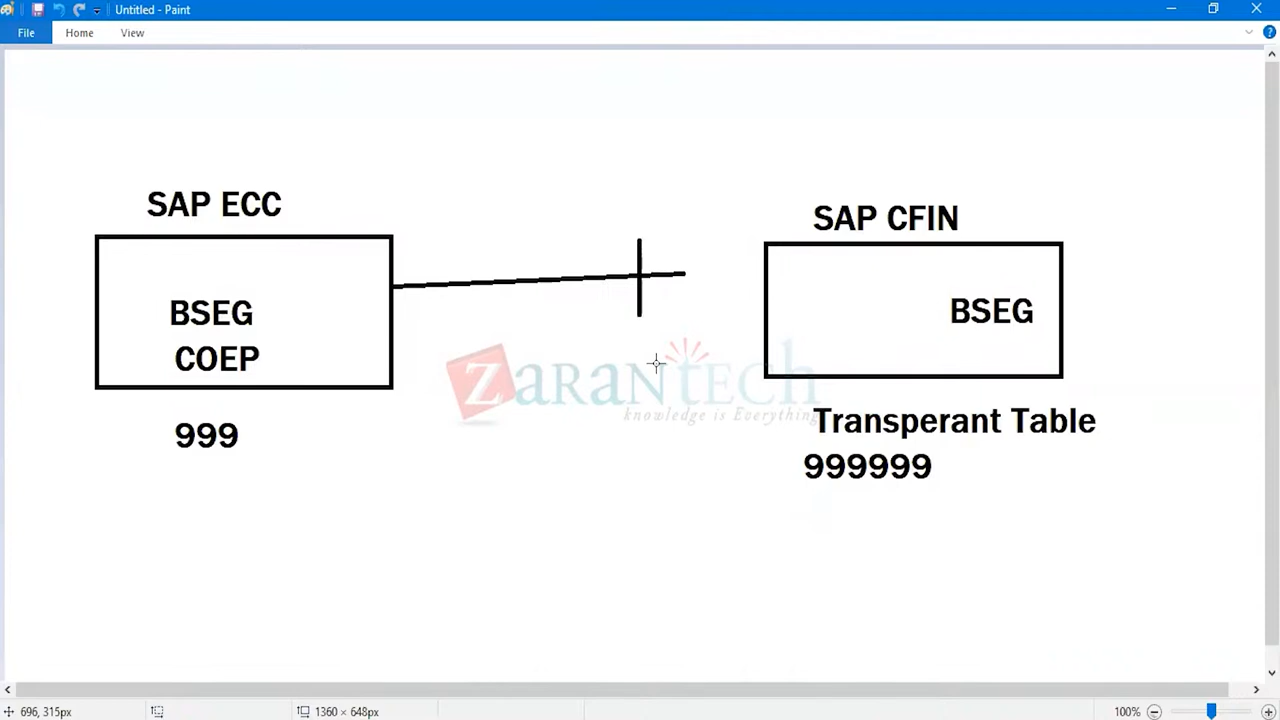 Untitled - Paint
File Home View
SAP ECC
SAP CFIN
BSEG
COEP
BSEG
zarantech
knowledge is Everything
999
Transperant Table
999999
696, 315px
1360 × 648px
100%